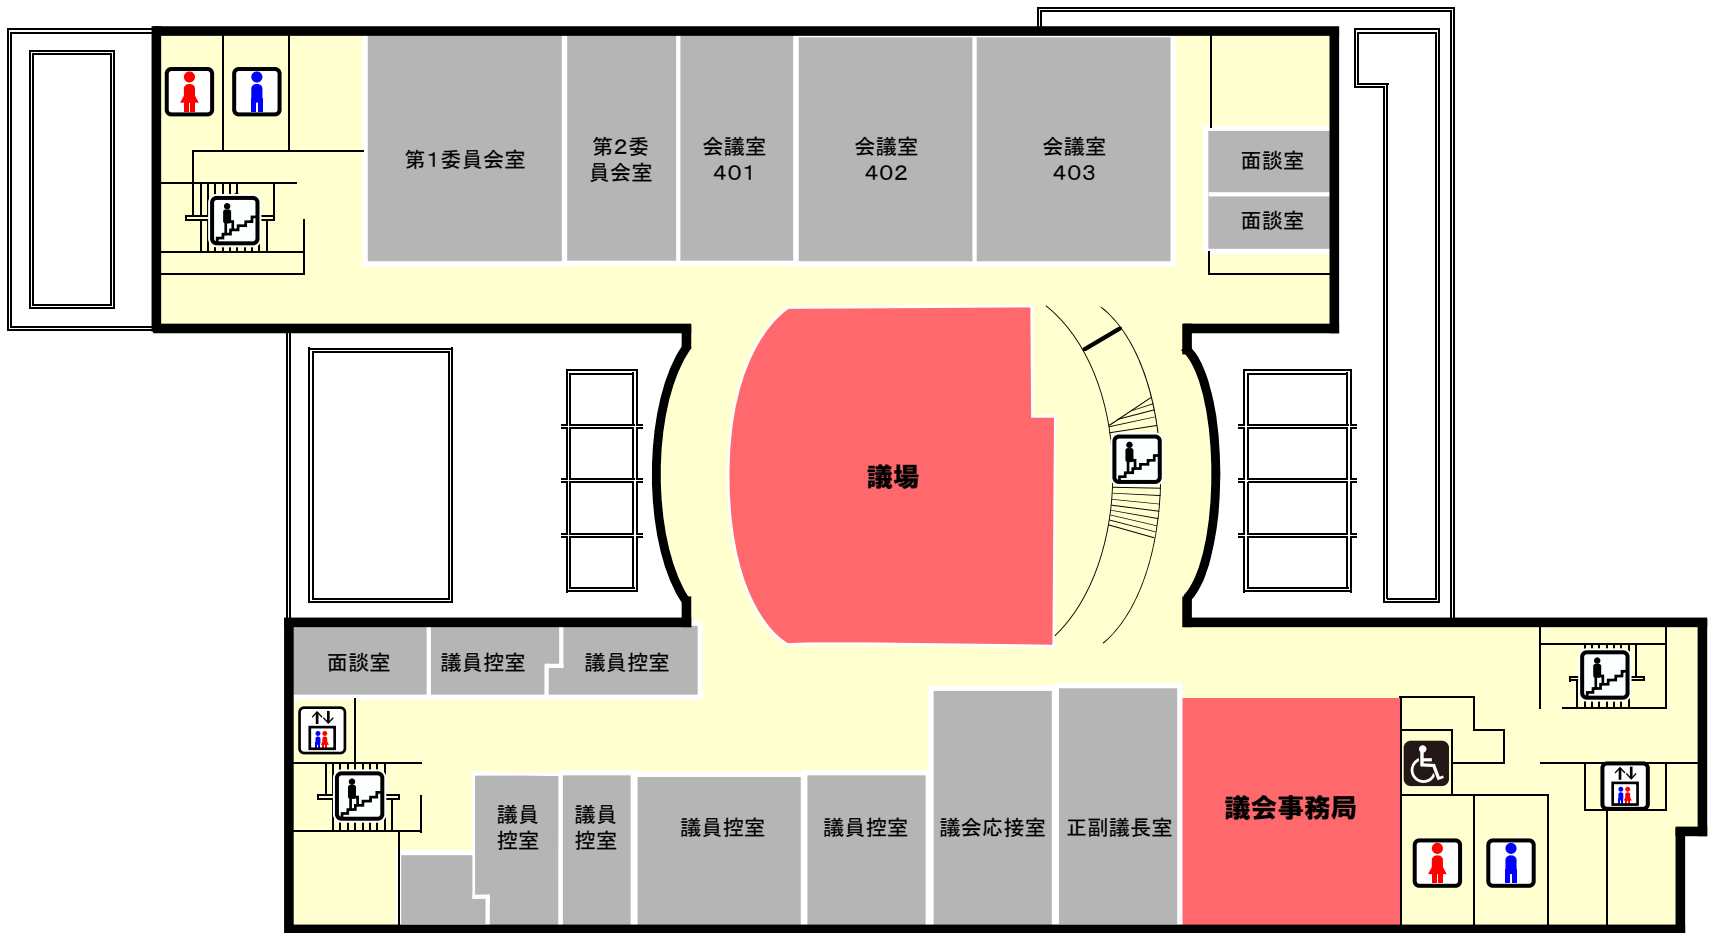 第1委員会室
第2委
員会室
会議室
401
会議室
402
会議室
403
面談室
面談室
議場
面談室
議員控室
議員控室
議員
控室
議員
控室
議員控室
議員控室
議会応接室
正副議長室
議会事務局